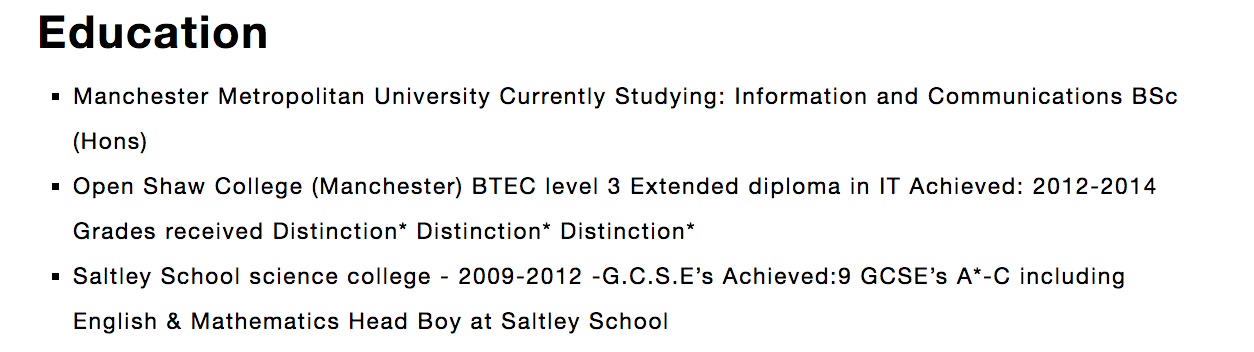 Education
▪ Manchester Metropolitan University Currently Studying: Information and Communications BSc
(Hons)
▪ Open Shaw College (Manchester) BTEC level 3 Extended diploma in IT Achieved: 2012-2014
Grades received Distinction* Distinction* Distinction*
▪ Saltley School science college - 2009-2012 -G.C.S.E’s Achieved:9 GCSE’s A*-C including
English & Mathematics Head Boy at Saltley School